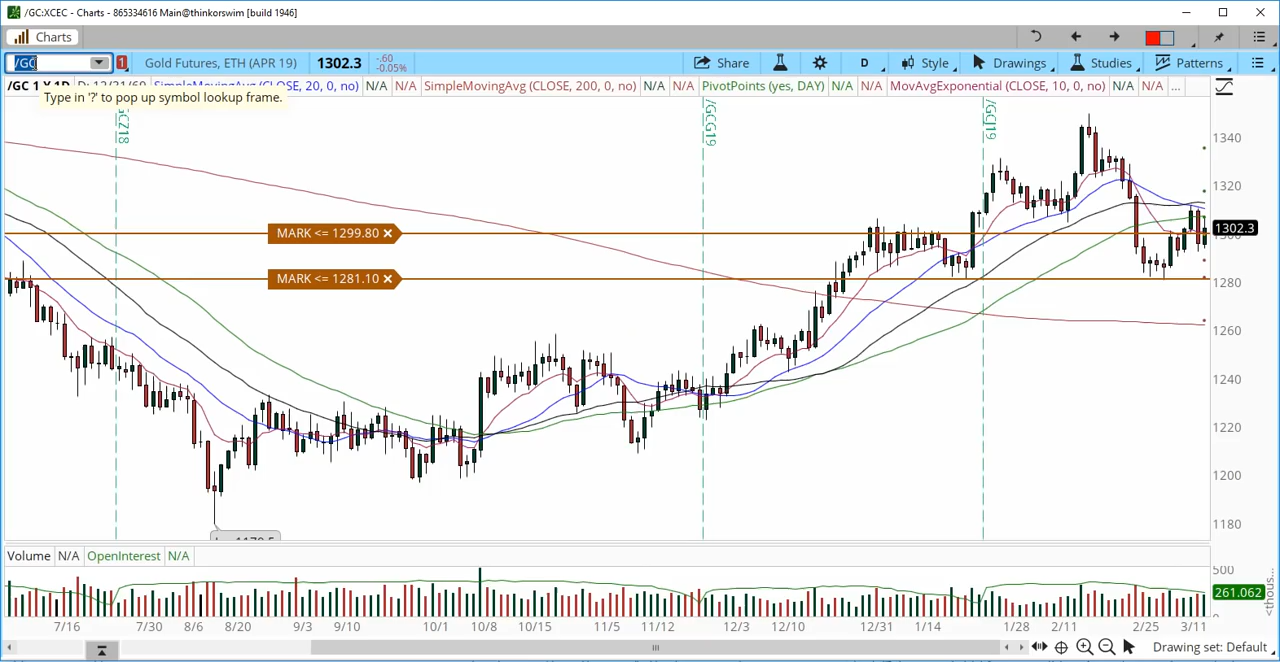 /GC:XCEC - Charts - 865334616 Main@thinkorswim [build 1946]
Charts
/GC 1 Gold Futures, ETH (APR 19) 1302.3 -.60 -0.05% Share D Style Drawings Studies Patterns
/GC 1 SimpleMovingAvg (CLOSE, 20, 0, no) N/A N/A SimpleMovingAvg (CLOSE, 200, 0, no) N/A N/A PivotPoints (yes, DAY) N/A N/A MovAvgExponential (CLOSE, 10, 0, no) N/A N/A ...
Type in '?' to pop up symbol lookup frame.
/GCG19
/GCJ19
1340
1320
MARK <= 1299.80
1302.3
MARK <= 1281.10
1280
1260
1240
1220
1200
1180
Volume N/A OpenInterest N/A
500
261.062
<thous...
7/16 7/30 8/6 8/20 9/3 9/10 10/1 10/8 10/15 11/5 11/12 12/3 12/10 12/31 1/14 1/28 2/11 2/25 3/11
Drawing set: Default